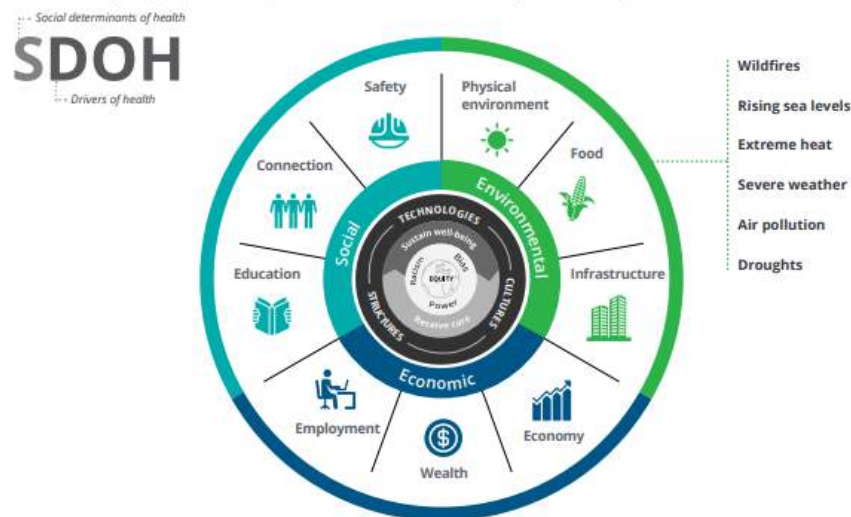 Social determinants of health
SDOH
Drivers of health
Safety
Physical
environment
Food
Infrastructure
Economy
Wealth
Employment
Education
Connection
Social
Environmental
Economic
TECHNOLOGIES
CULTURES
STRUCTURES
Sustain well-being
Receive care
Racism
Bias
Power
EQUITY
Wildfires
Rising sea levels
Extreme heat
Severe weather
Air pollution
Droughts